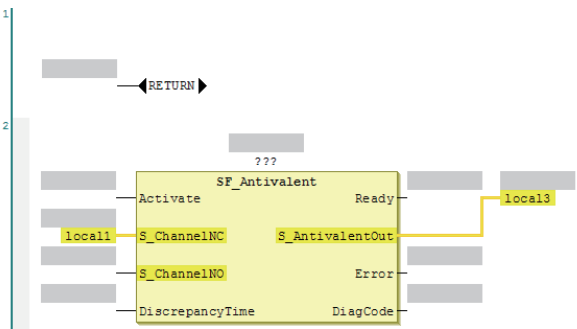 1
RETURN
2
???
SF_Antivalent
Activate Ready local3
local1 S_ChannelNC S_AntivalentOut
S_ChannelNO Error
DiscrepancyTime DiagCode